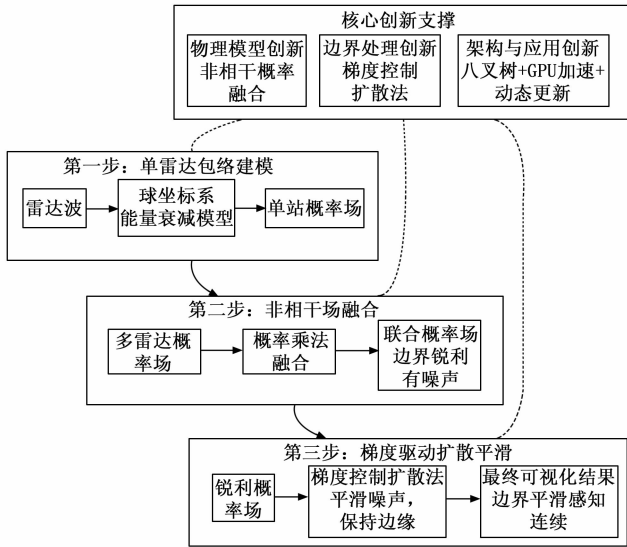 核心创新支撑
物理模型创新
非相干概率
融合
边界处理创新
梯度控制
扩散法
架构与应用创新
八叉树+GPU加速+
动态更新
第一步：单雷达包络建模
雷达波
球坐标系
能量衰减模型
单站概率场
第二步：非相干场融合
多雷达概
率场
概率乘法
融合
联合概率场
边界锐利
有噪声
第三步：梯度驱动扩散平滑
锐利概
率场
梯度控制扩散法
平滑噪声，
保持边缘
最终可视化结果
边界平滑感知
连续